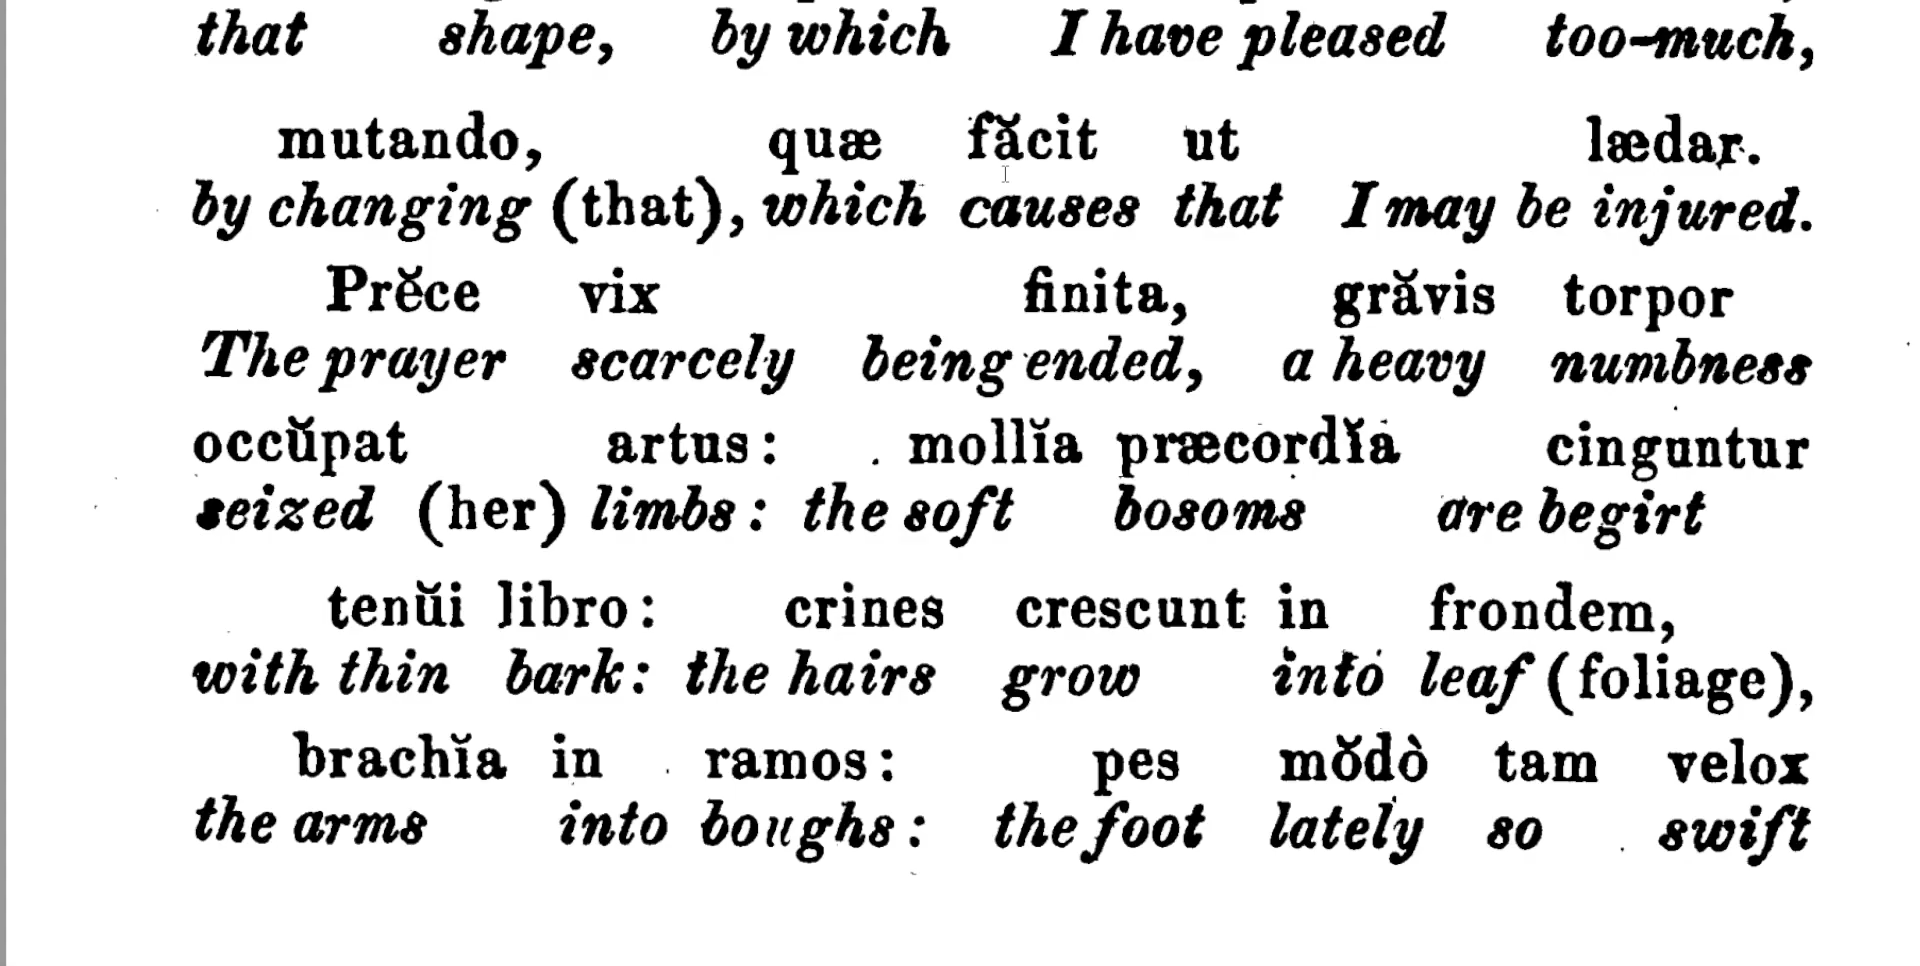 that shape, by which I have pleased too-much,
mutando, quæ făcit ut lædar.
by changing (that), which causes that I may be injured.
Prĕce vix finita, grăvis torpor
The prayer scarcely being ended, a heavy numbness
occŭpat artus: mollĭa præcordĭa cinguntur
seized (her) limbs: the soft bosoms are begirt
tenŭi libro: crines crescunt in frondem,
with thin bark: the hairs grow into leaf (foliage),
brachĭa in ramos: pes mŏdò tam velox
the arms into boughs: the foot lately so swift